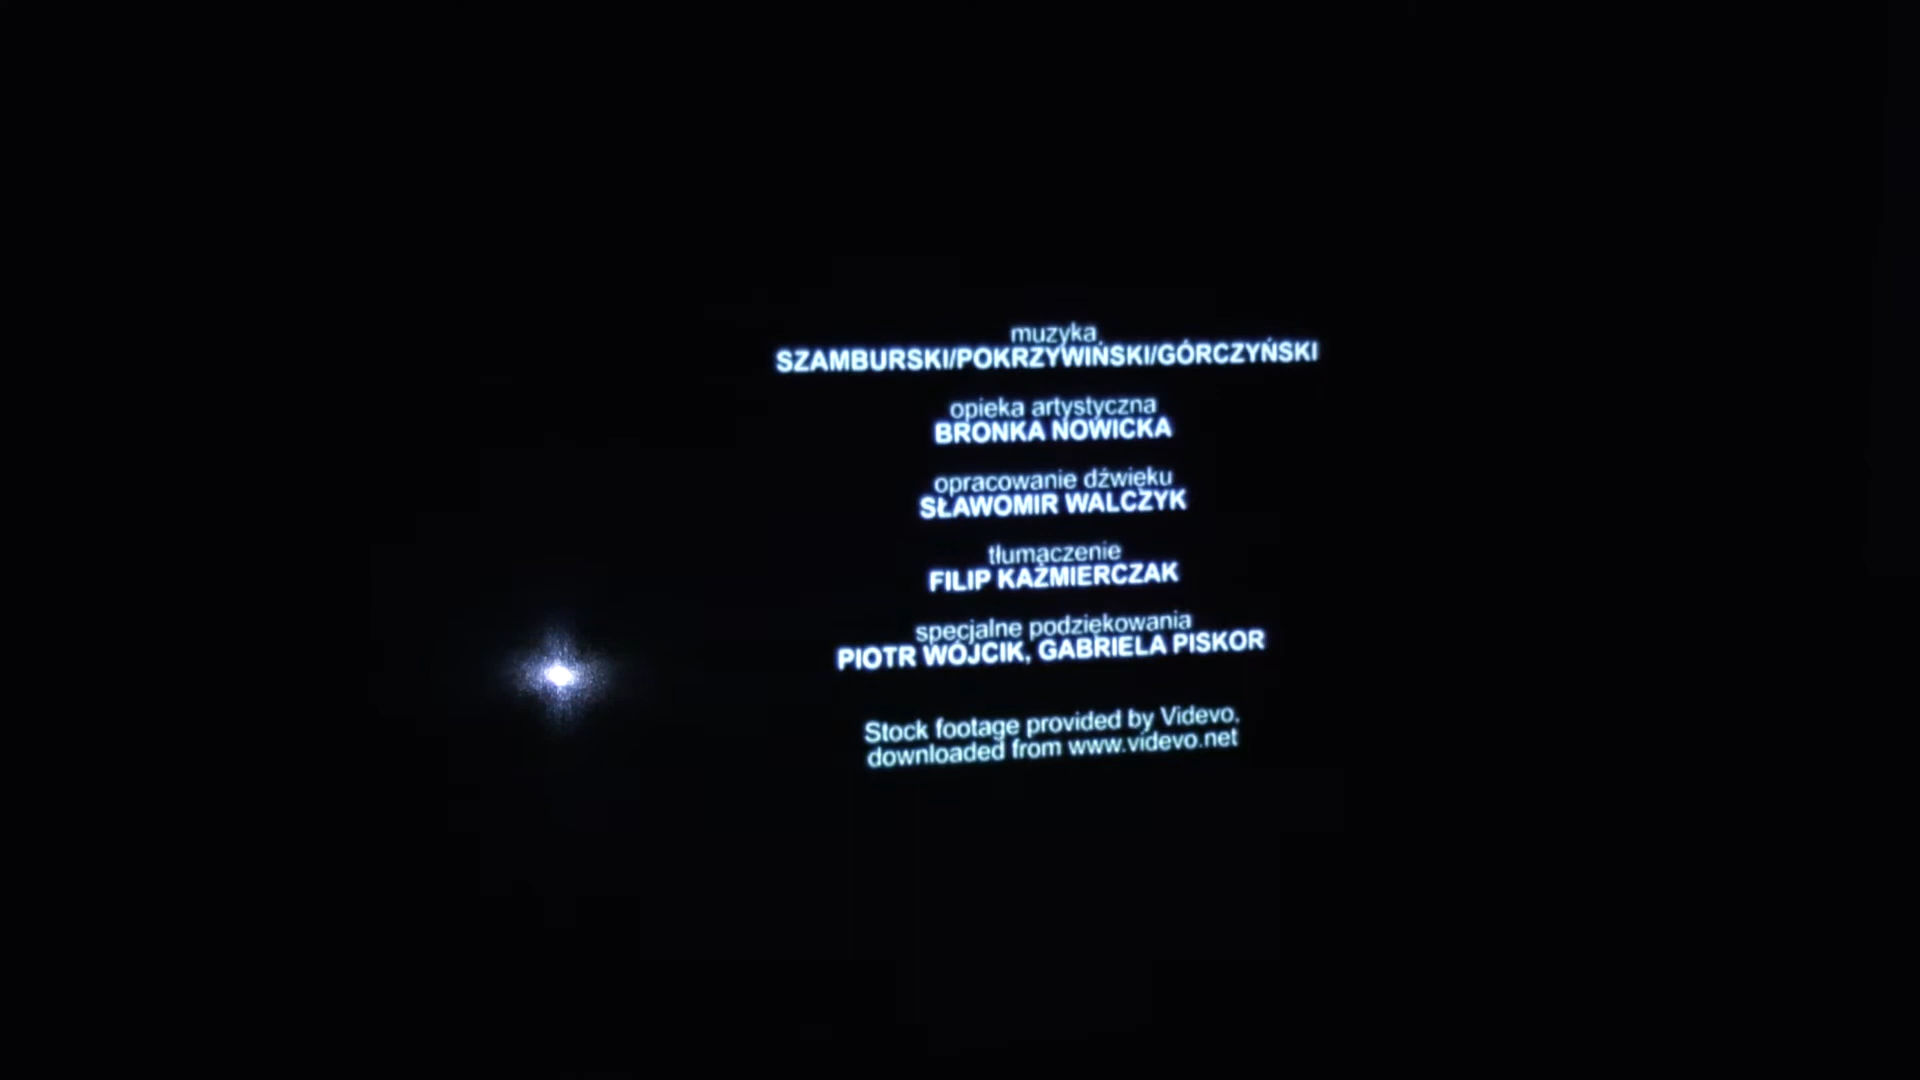 muzyka
SZAMBURSKI/POKRZYWIŃSKI/GÓRCZYŃSKI
opieka artystyczna
BRONKA NOWICKA
opracowanie dźwięku
SŁAWOMIR WALCZYK
tłumaczenie
FILIP KAŹMIERCZAK
specjalne podziękowania
PIOTR WÓJCIK, GABRIELA PISKOR
Stock footage provided by Videvo,
downloaded from www.videvo.net